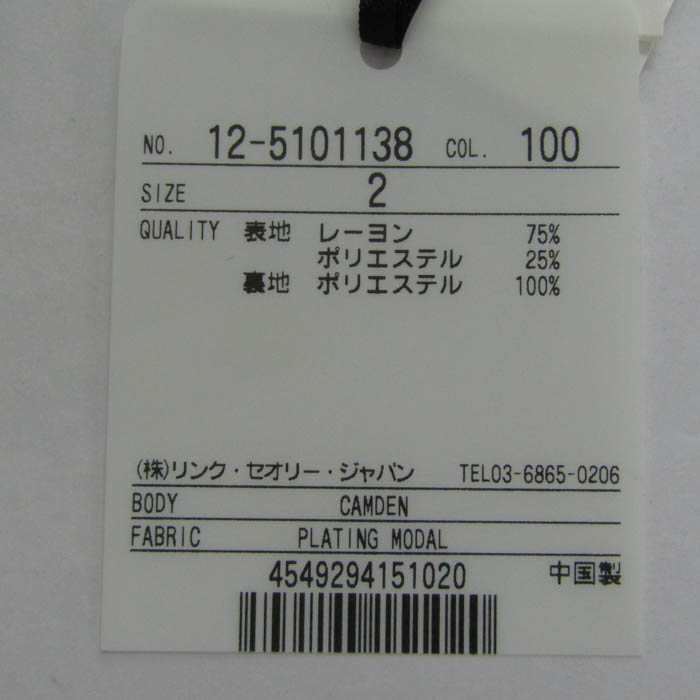 NO. 12-5101138 COL. 100
SIZE 2
QUALITY 表地 レーヨン 75%
ポリエステル 25%
裏地 ポリエステル 100%
(株)リンク・セオリー・ジャパン TEL03-6865-0206
BODY CAMDEN
FABRIC PLATING MODAL
4549294151020 中国製